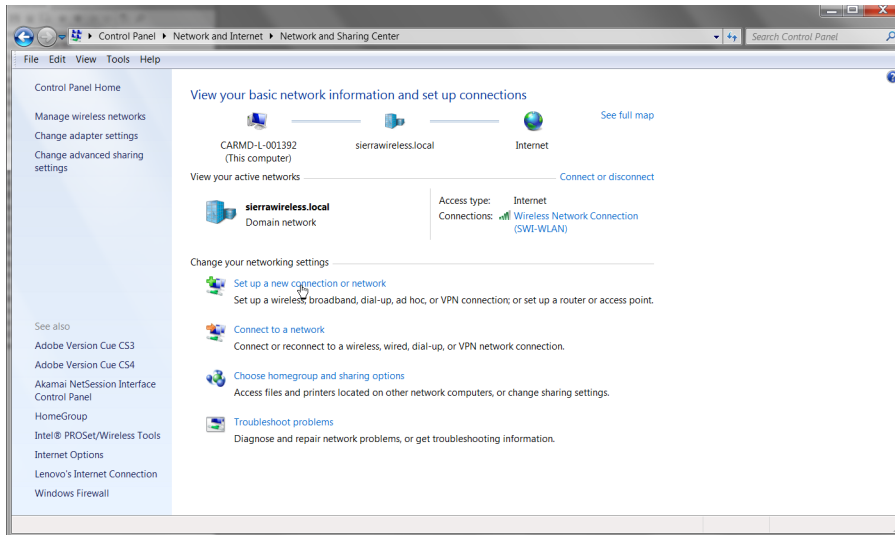 Control Panel ▸ Network and Internet ▸ Network and Sharing Center
Search Control Panel
File Edit View Tools Help
Control Panel Home
Manage wireless networks
Change adapter settings
Change advanced sharing
settings
See also
Adobe Version Cue CS3
Adobe Version Cue CS4
Akamai NetSession Interface
Control Panel
HomeGroup
Intel® PROSet/Wireless Tools
Internet Options
Lenovo's Internet Connection
Windows Firewall
View your basic network information and set up connections
See full map
CARMD-L-001392
(This computer)
sierrawireless.local
Internet
View your active networks
Connect or disconnect
sierrawireless.local
Domain network
Access type: Internet
Connections: Wireless Network Connection
(SWI-WLAN)
Change your networking settings
Set up a new connection or network
Set up a wireless, broadband, dial-up, ad hoc, or VPN connection; or set up a router or access point.
Connect to a network
Connect or reconnect to a wireless, wired, dial-up, or VPN network connection.
Choose homegroup and sharing options
Access files and printers located on other network computers, or change sharing settings.
Troubleshoot problems
Diagnose and repair network problems, or get troubleshooting information.